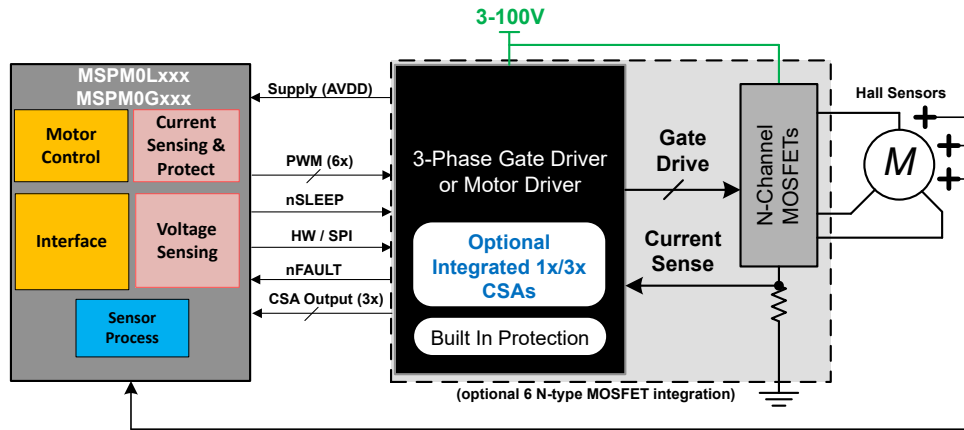 3-100V
MSPM0Lxxx
MSPM0Gxxx
Motor
Control
Current
Sensing &
Protect
Interface
Voltage
Sensing
Sensor
Process
Supply (AVDD)
PWM (6x)
nSLEEP
HW / SPI
nFAULT
CSA Output (3x)
3-Phase Gate Driver
or Motor Driver
Optional
Integrated 1x/3x
CSAs
Built In Protection
Gate
Drive
Current
Sense
N-Channel
MOSFETs
Hall Sensors
M
(optional 6 N-type MOSFET integration)